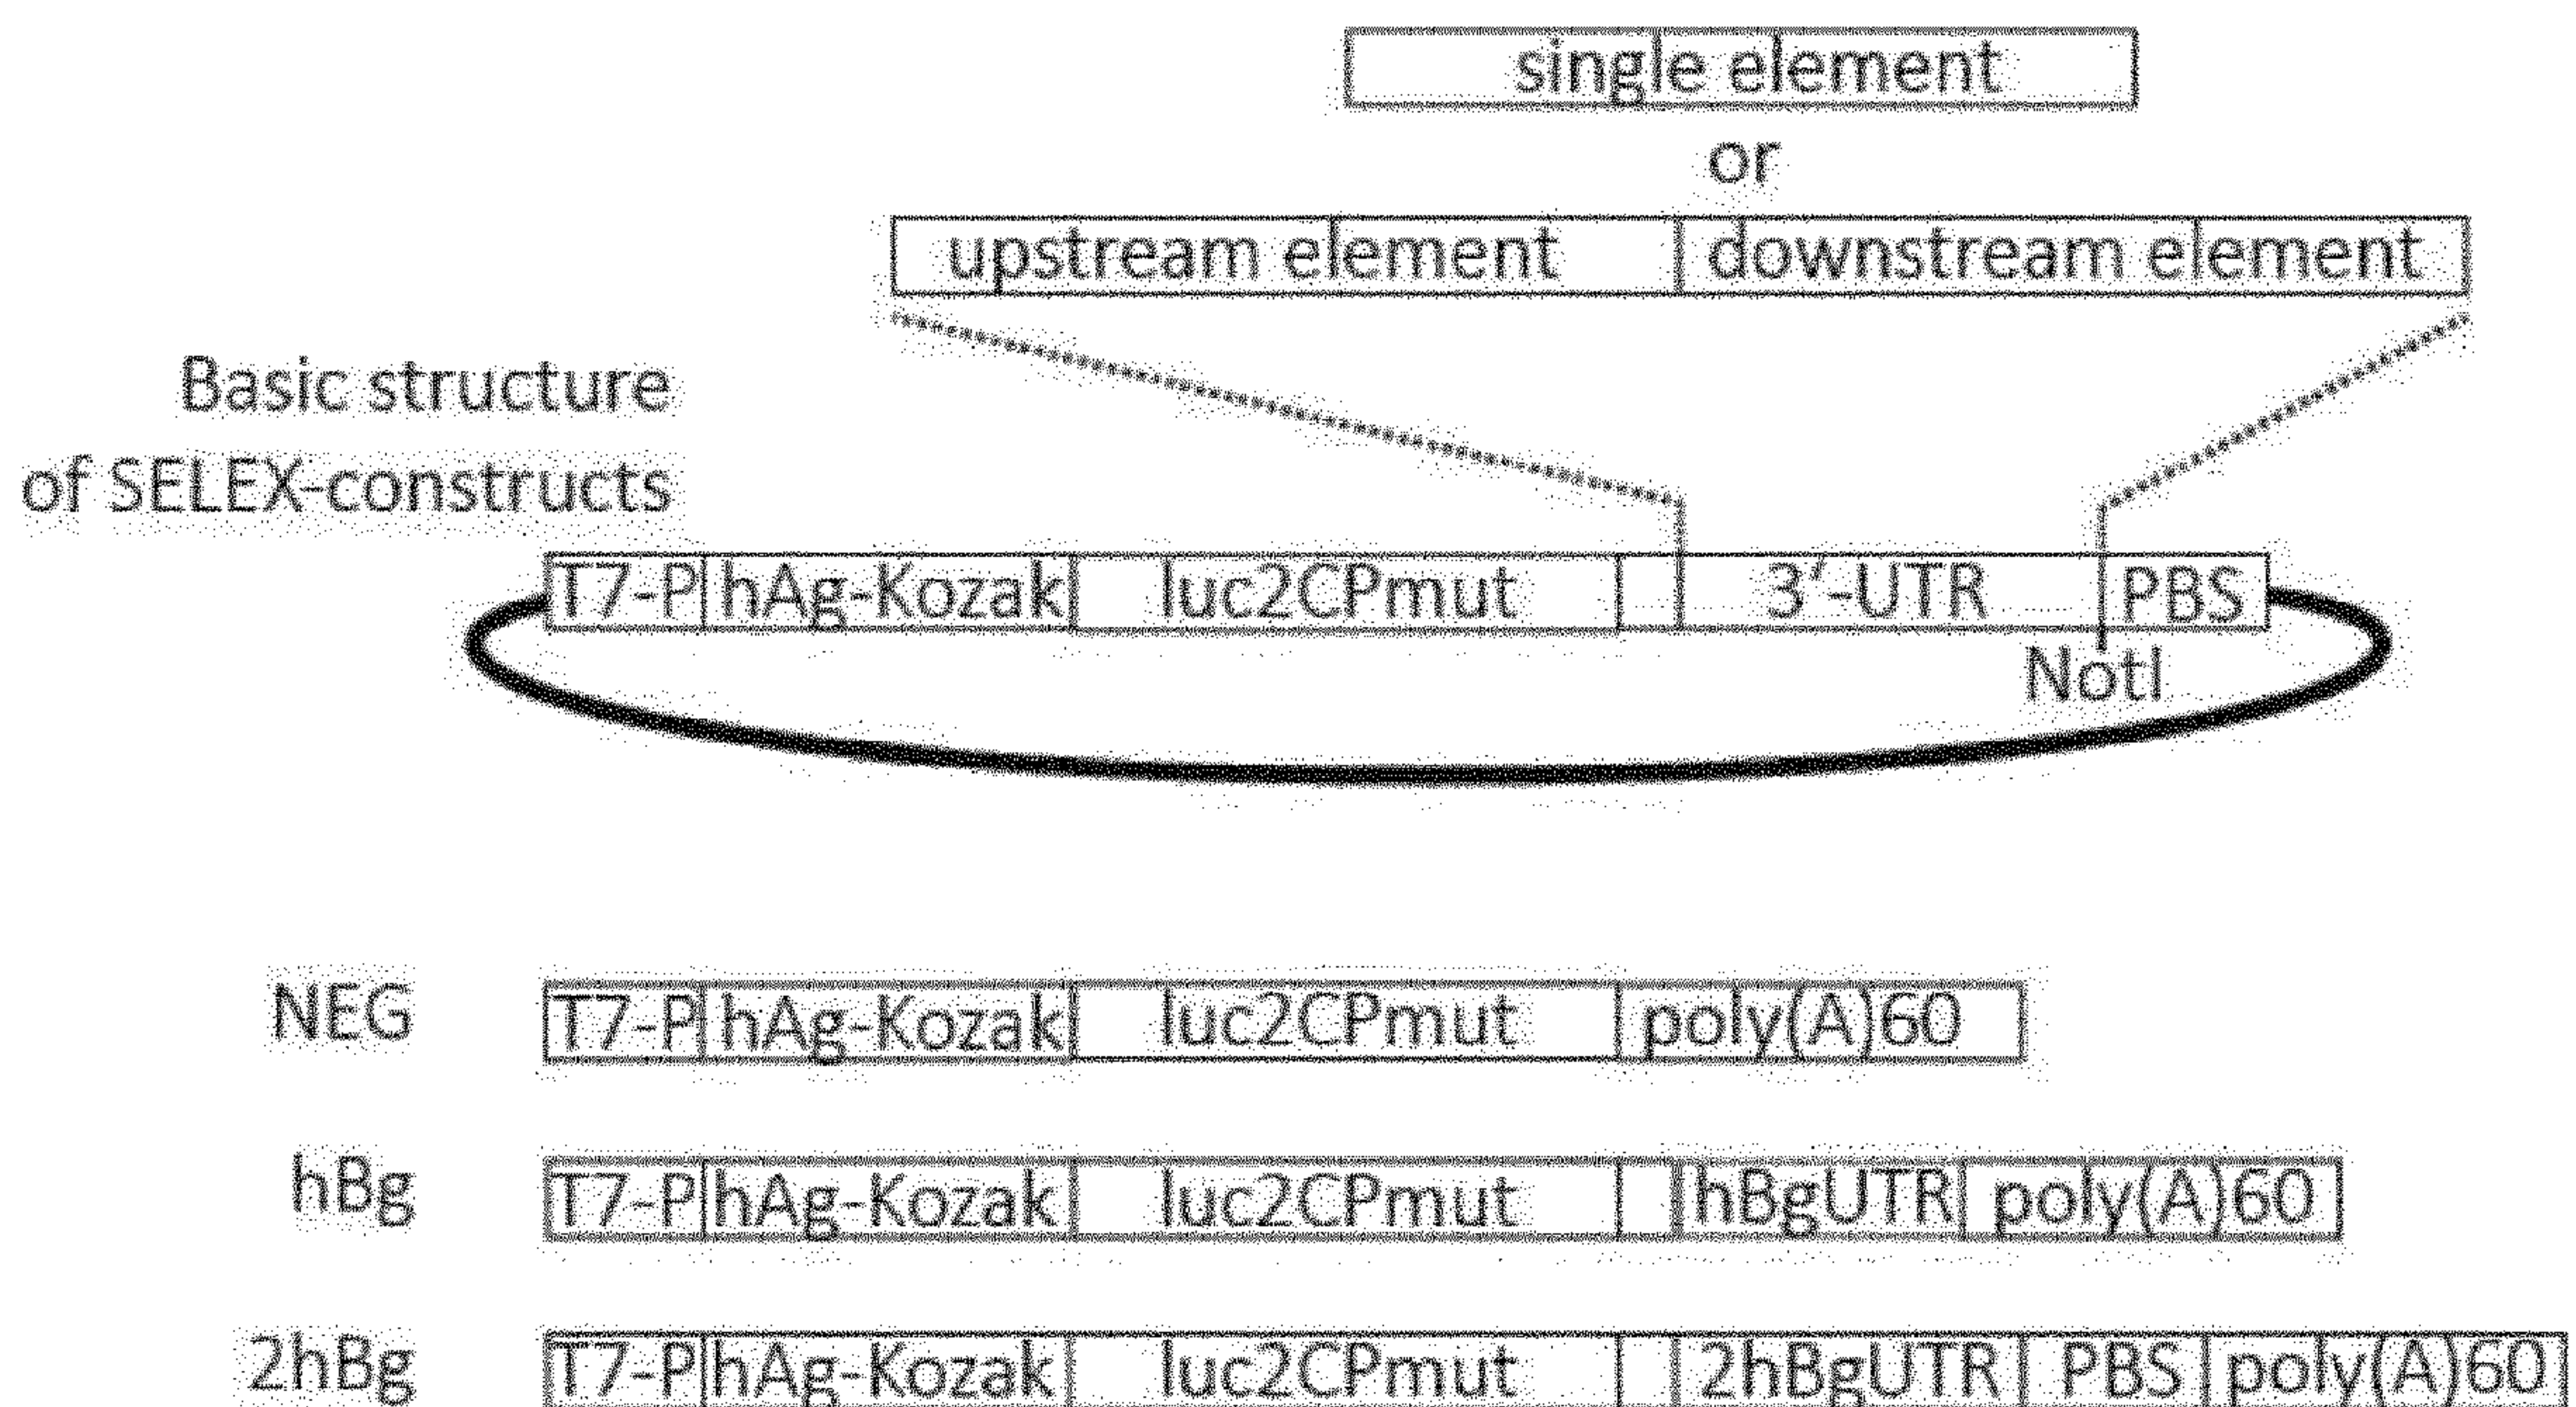 single element
or
upstream element downstream element
Basic structure
of SELEX-constructs
T7-P hAg-Kozak luc2CPmut 3'-UTR PBS
NotI
NEG T7-P hAg-Kozak luc2CPmut poly(A)60
hBg T7-P hAg-Kozak luc2CPmut hBgUTR poly(A)60
2hBg T7-P hAg-Kozak luc2CPmut 2hBgUTR PBS poly(A)60